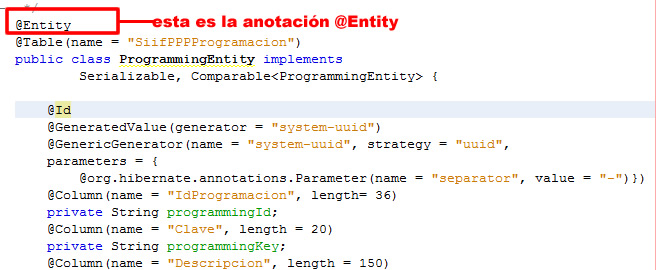 */
@Entity esta es la anotación @Entity
@Table(name = "SiifPPPProgramacion")
public class ProgrammingEntity implements
Serializable, Comparable<ProgrammingEntity> {
@Id
@GeneratedValue(generator = "system-uuid")
@GenericGenerator(name = "system-uuid", strategy = "uuid",
parameters = {
@org.hibernate.annotations.Parameter(name = "separator", value = "-")})
@Column(name = "IdProgramacion", length= 36)
private String programmingId;
@Column(name = "Clave", length = 20)
private String programmingKey;
@Column(name = "Descripcion", length = 150)